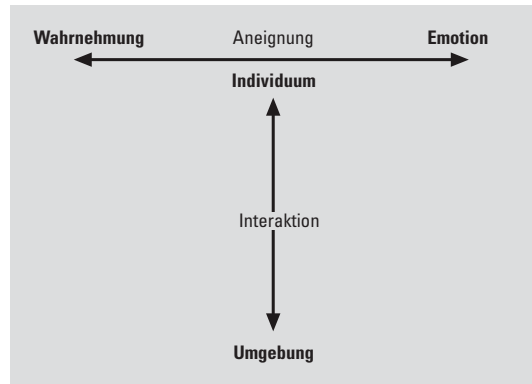 Wahrnehmung Aneignung Emotion
Individuum
Interaktion
Umgebung